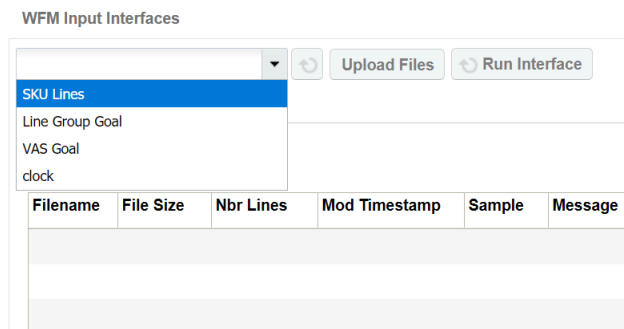 WFM Input Interfaces
Upload Files
Run Interface
SKU Lines
Line Group Goal
VAS Goal
clock
Filename File Size Nbr Lines Mod Timestamp Sample Message